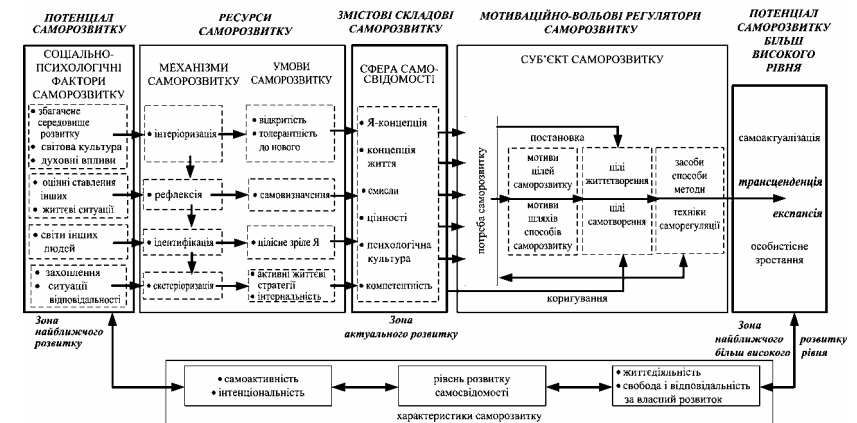 ПОТЕНЦІАЛ
САМОРОЗВИТКУ
РЕСУРСИ
САМОРОЗВИТКУ
ЗМІСТОВІ СКЛАДОВІ
САМОРОЗВИТКУ
МОТИВАЦІЙНО-ВОЛЬОВІ РЕГУЛЯТОРИ
САМОРОЗВИТКУ
ПОТЕНЦІАЛ
САМОРОЗВИТКУ
БІЛЬШ
ВИСОКОГО
РІВНЯ
СОЦІАЛЬНО-
ПСИХОЛОГІЧНІ
ФАКТОРИ
САМОРОЗВИТКУ
• збагачене
середовище
розвитку
• світова культура
• духовні впливи
• оцінні ставлення
інших
• життєві ситуації
• світи інших
людей
• захоплення
• ситуації
відповідальності
МЕХАНІЗМИ
САМОРОЗВИТКУ
• інтеріоризація
• рефлексія
• ідентифікація
• екстеріоризація
УМОВИ
САМОРОЗВИТКУ
• відкритість
• толерантність
до нового
• самовизначення
• цілісне зріле Я
• активні життєві
стратегії
• інтернальність
СФЕРА САМО-
СВІДОМОСТІ
• Я-концепція
• концепція
життя
• смисли
• цінності
• психологічна
культура
• компетентність
СУБ'ЄКТ САМОРОЗВИТКУ
потреба саморозвитку
постановка
мотиви
цілей
саморозвитку
мотиви
шляхів
способів
саморозвитку
цілі
життєтворення
цілі
самотворення
засоби
способи
методи
техніки
саморегуляції
коригування
самоактуалізація
трансценденція
експансія
особистісне
зростання
Зона
найближчого
розвитку
Зона
актуального розвитку
Зона
найближчого розвитку
більш високого рівня
• самоактивність
• інтенціональність
рівень розвитку
самосвідомості
• життєдіяльність
• свобода і відповідальність
за власний розвиток
характеристики саморозвитку